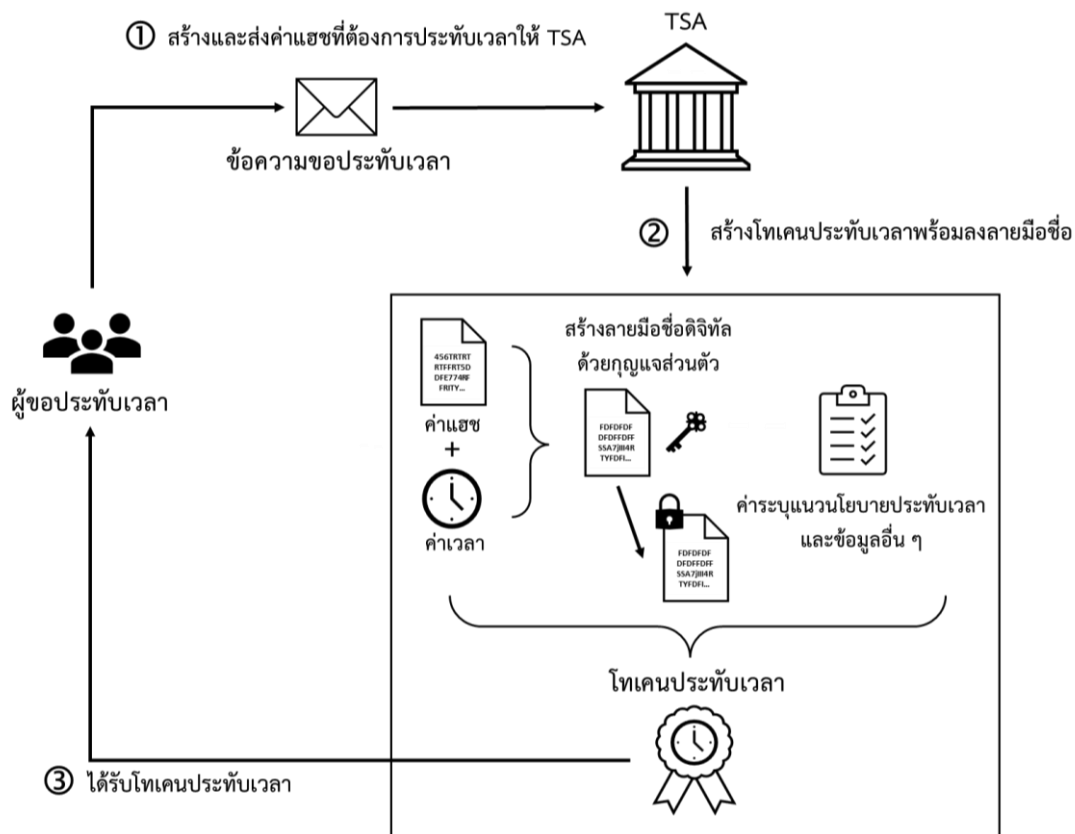 ① สร้างและส่งค่าแฮชที่ต้องการประทับเวลาให้ TSA
TSA
ข้อความขอประทับเวลา
② สร้างโทเคนประทับเวลาพร้อมลงลายมือชื่อ
ผู้ขอประทับเวลา
456TRTRT
RTFFRTSD
DFE774RF
FRITY...
ค่าแฮช
+
ค่าเวลา
สร้างลายมือชื่อดิจิทัล
ด้วยกุญแจส่วนตัว
FDFDFDF
DFDFFDFF
SSA7JIII4R
TYFDFI...
FDFDFDF
DFDFFDFF
SSA7JIII4R
TYFDFI...
ค่าระบุแนวนโยบายประทับเวลา
และข้อมูลอื่น ๆ
โทเคนประทับเวลา
③ ได้รับโทเคนประทับเวลา